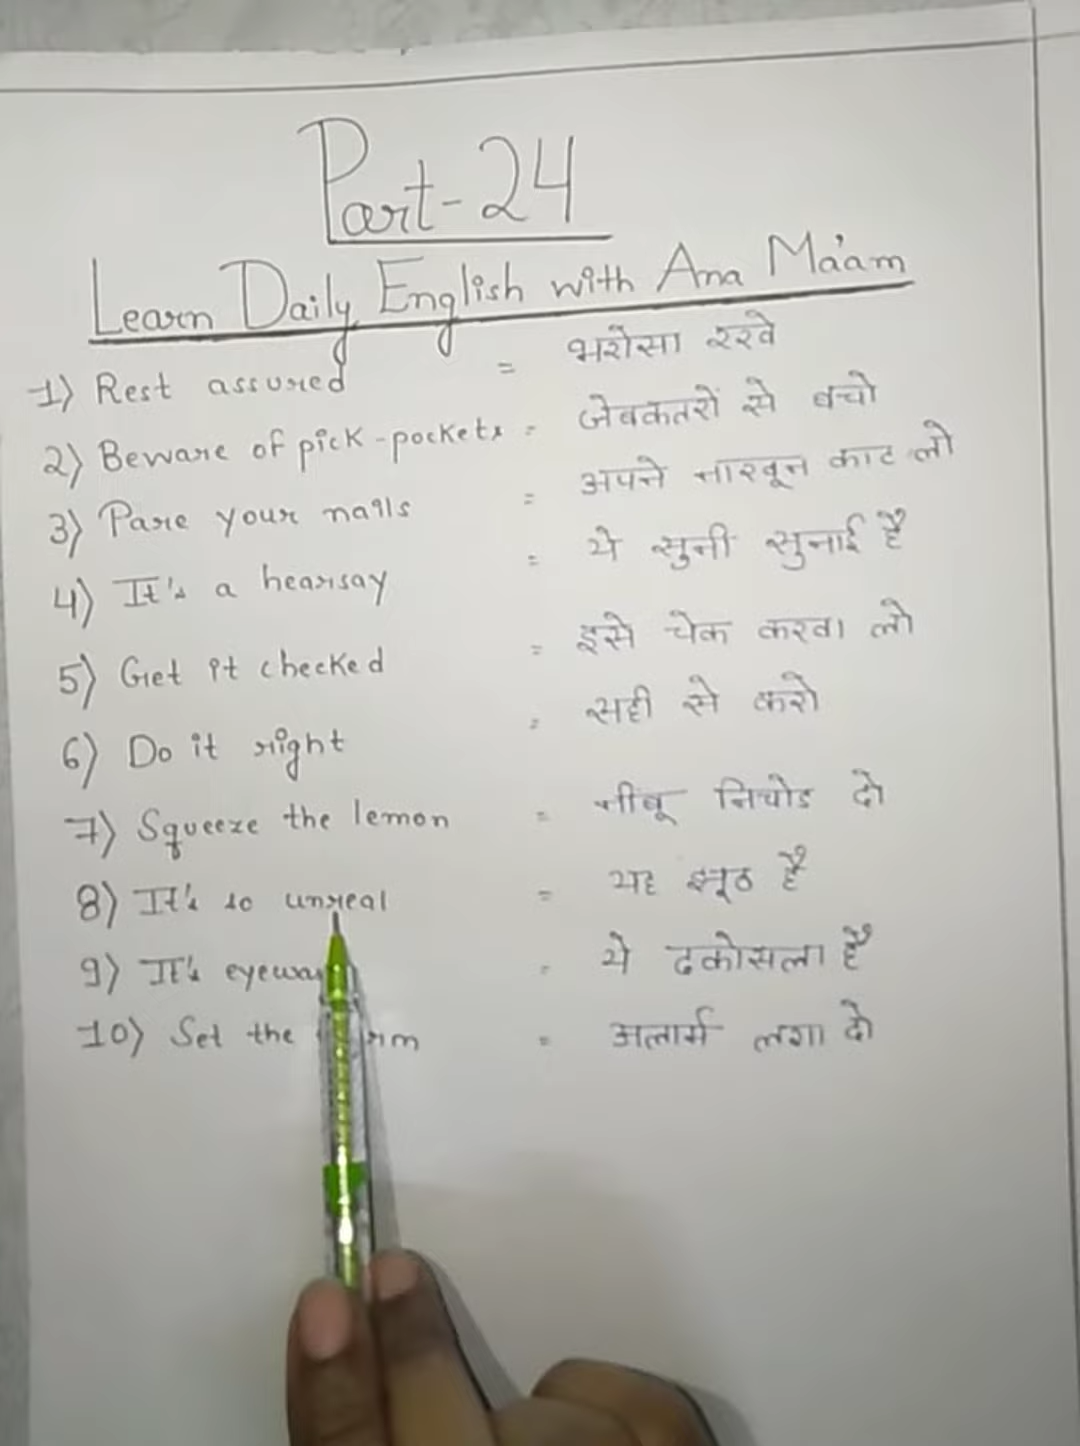 Part-24
Learn Daily English with Ana Ma'am
1) Rest assured = भरोसा रखे
2) Beware of pick-pockets = जेबकतरों से बचो
3) Pare your nails = अपने नाखून काट लो
4) It's a hearsay = ये सुनी सुनाई है
5) Get it checked = इसे चेक करवा लो
6) Do it right = सही से करो
7) Squeeze the lemon = नीबू निचोड दो
8) It's so unreal = यह झूठ है
9) It's = ये ढकोसला है
10) Set the = अलार्म लगा दो